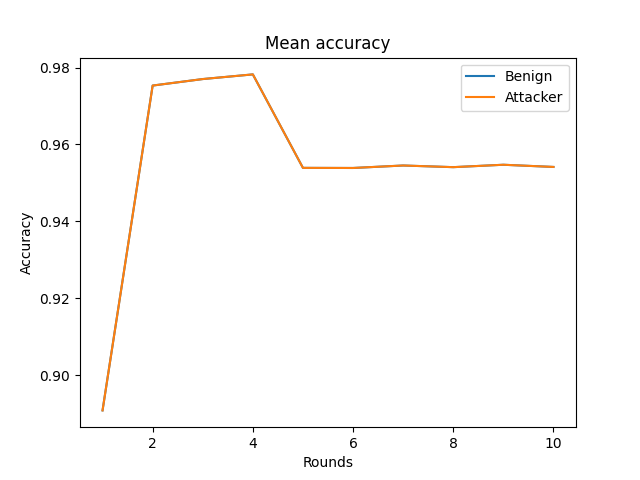 Mean accuracy
Benign
Attacker
0.98
0.96
0.94
0.92
0.90
Accuracy
2 4 6 8 10
Rounds